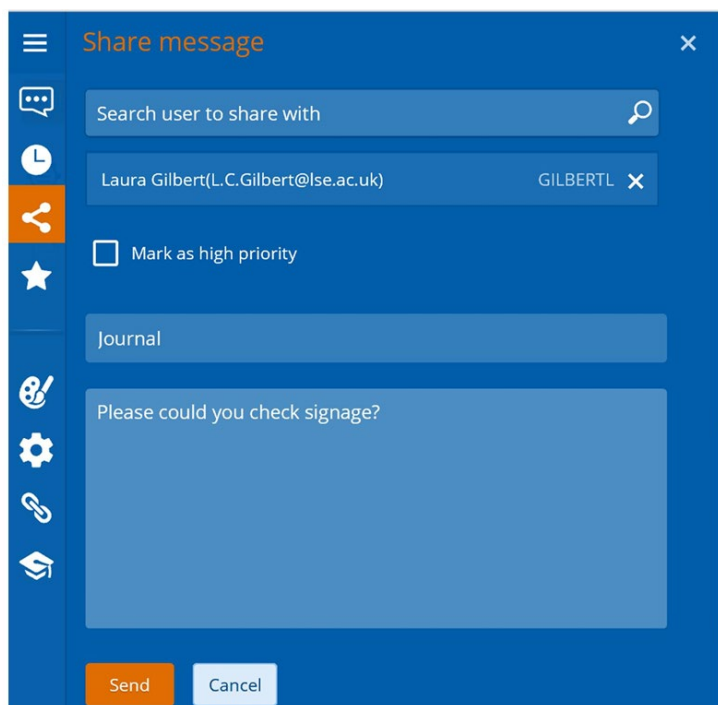 Share message
Search user to share with
Laura Gilbert(L.C.Gilbert@lse.ac.uk) GILBERTL
Mark as high priority
Journal
Please could you check signage?
Send Cancel